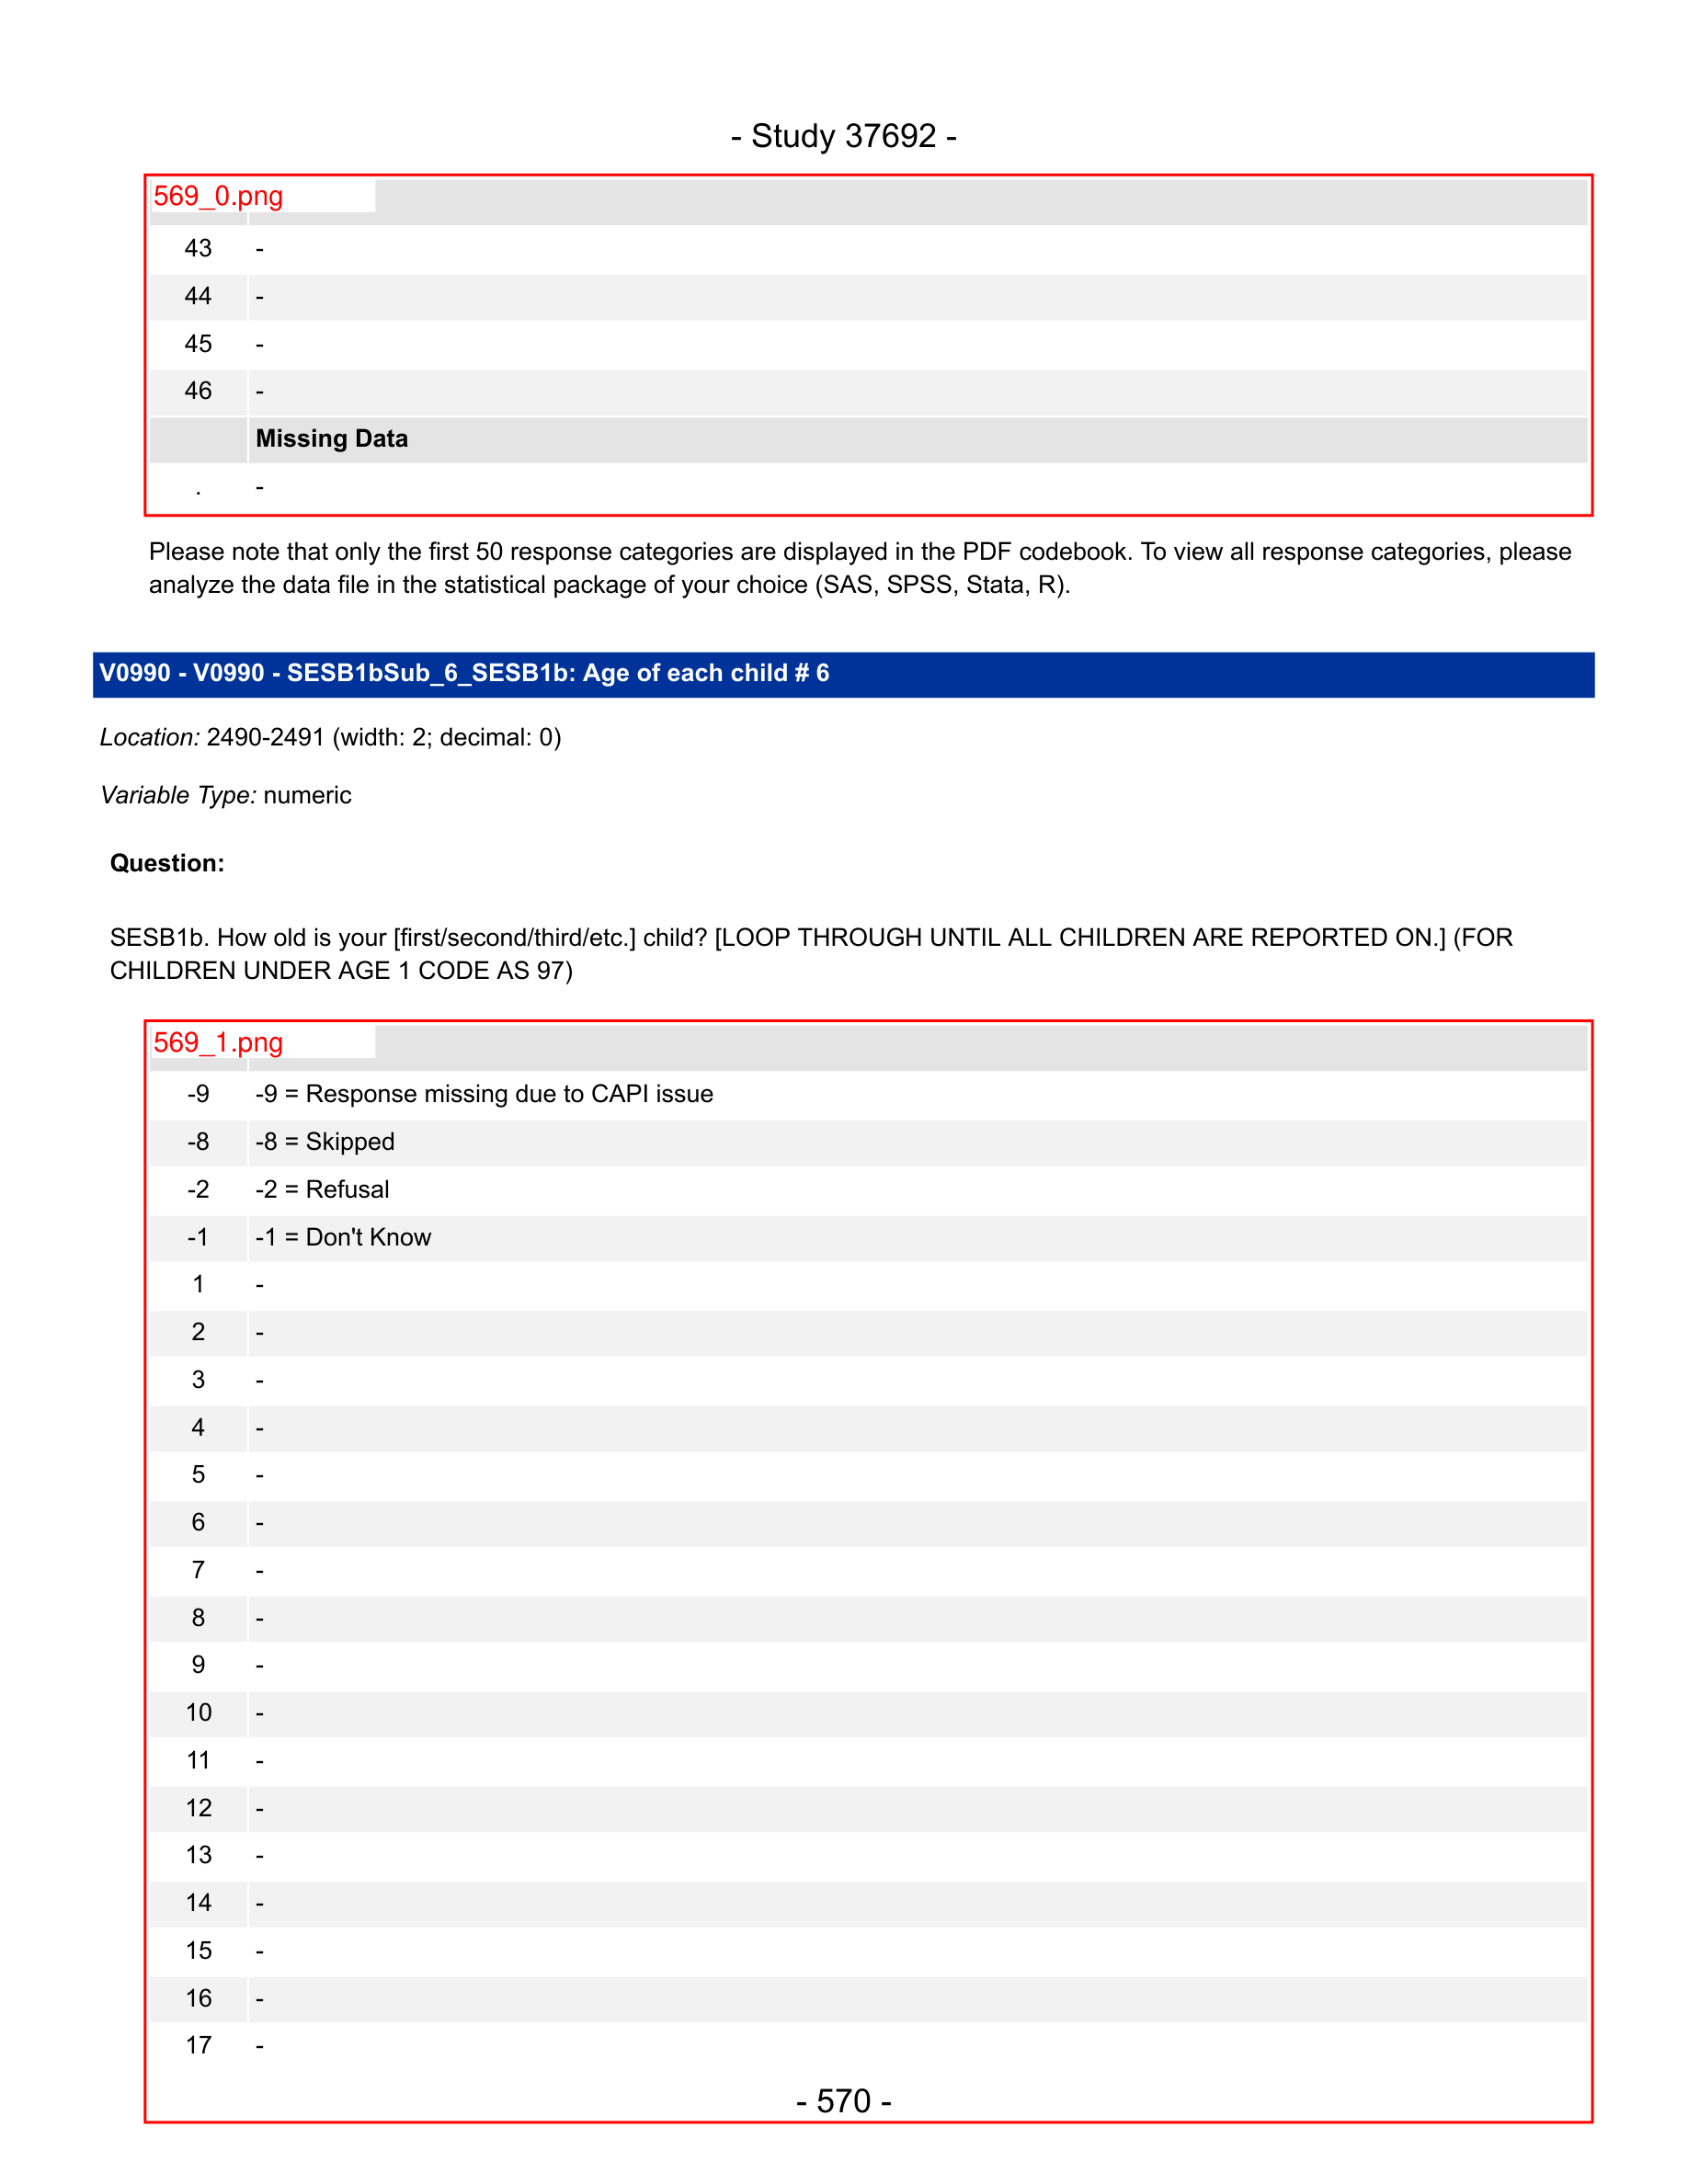 - Study 37692 -
569_0.png
43 -
44 -
45 -
46 -
Missing Data
. -
Please note that only the first 50 response categories are displayed in the PDF codebook. To view all response categories, please
analyze the data file in the statistical package of your choice (SAS, SPSS, Stata, R).
V0990 - V0990 - SESB1bSub_6_SESB1b: Age of each child # 6
Location: 2490-2491 (width: 2; decimal: 0)
Variable Type: numeric
Question:
SESB1b. How old is your [first/second/third/etc.] child? [LOOP THROUGH UNTIL ALL CHILDREN ARE REPORTED ON.] (FOR
CHILDREN UNDER AGE 1 CODE AS 97)
569_1.png
-9 -9 = Response missing due to CAPI issue
-8 -8 = Skipped
-2 -2 = Refusal
-1 -1 = Don't Know
1 -
2 -
3 -
4 -
5 -
6 -
7 -
8 -
9 -
10 -
11 -
12 -
13 -
14 -
15 -
16 -
17 -
- 570 -